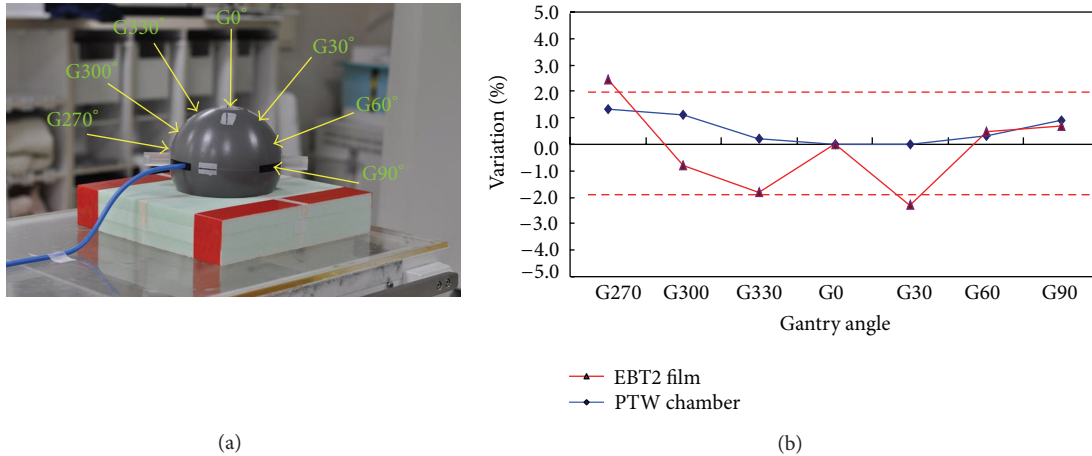 G0°
G330°
G30°
G300°
G60°
G270°
G90°
(a)
Variation (%)
5.0
4.0
3.0
2.0
1.0
0.0
−1.0
−2.0
−3.0
−4.0
−5.0
G270 G300 G330 G0 G30 G60 G90
Gantry angle
EBT2 film
PTW chamber
(b)